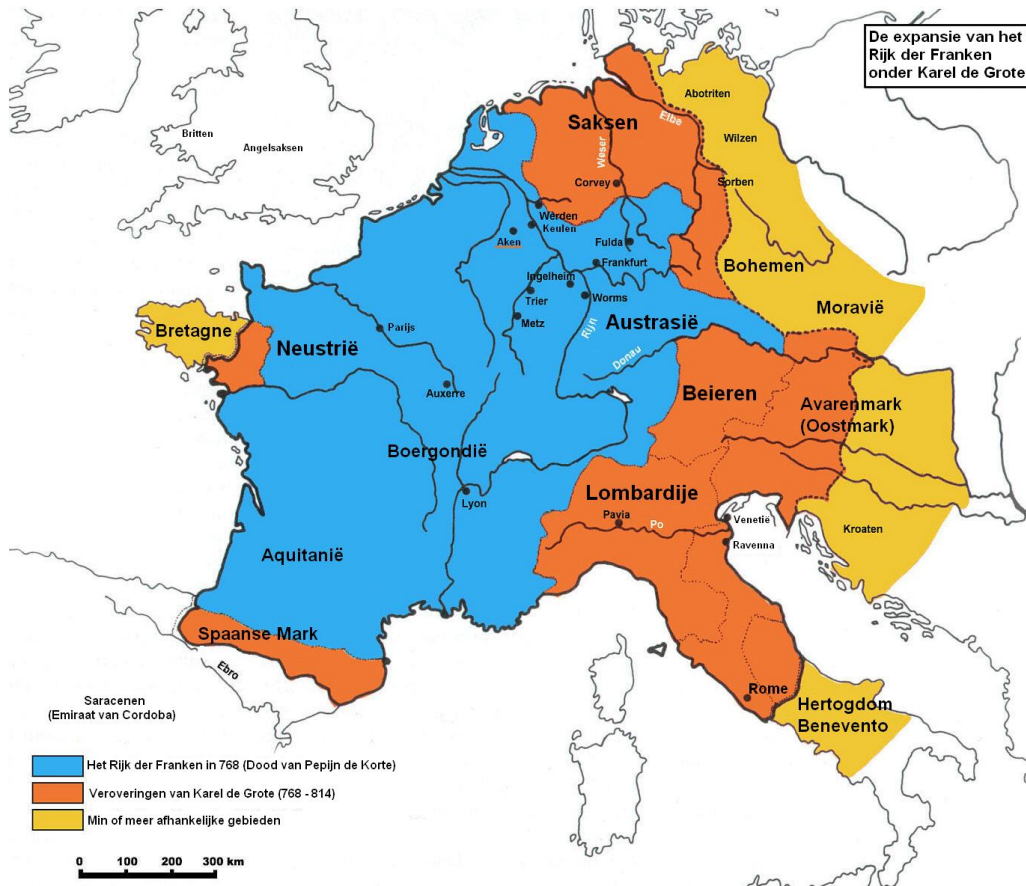 De expansie van het
Rijk der Franken
onder Karel de Grote
Abotriten
Saksen
Elbe
Britten
Wilzen
Angelsaksen
Weser
Corvey
Sorben
Werden
Keulen
Aken
Fulda
Frankfurt
Bohemen
Ingelheim
Trier
Worms
Moravië
Metz
Austrasië
Bretagne
Parijs
Rijn
Neustrië
Donau
Auxerre
Beieren
Avarenmark
(Oostmark)
Boergondië
Lombardije
Lyon
Pavia
Po
Venetië
Kroaten
Ravenna
Aquitanië
Spaanse Mark
Ebro
Rome
Saracenen
(Emiraat van Cordoba)
Hertogdom
Benevento
Het Rijk der Franken in 768 (Dood van Pepijn de Korte)
Veroveringen van Karel de Grote (768 - 814)
Min of meer afhankelijke gebieden
0 100 200 300 km